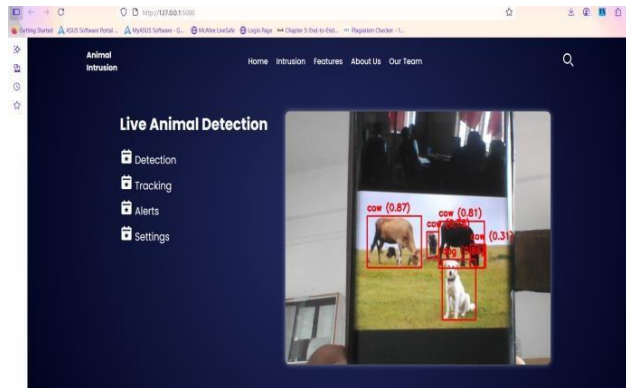 http://127.0.0.1:5000
Getting Started ASUS Software Portal MyASUS Software - G... McAfee LiveSafe Login Page Chapter 3: End-to-End... Plagiarism Checker - 1...
Animal
Intrusion
Home Intrusion Features About Us Our Team
Live Animal Detection
Detection
Tracking
Alerts
Settings
cow (0.87)
cow (0.81)
cow
cow (0.31)